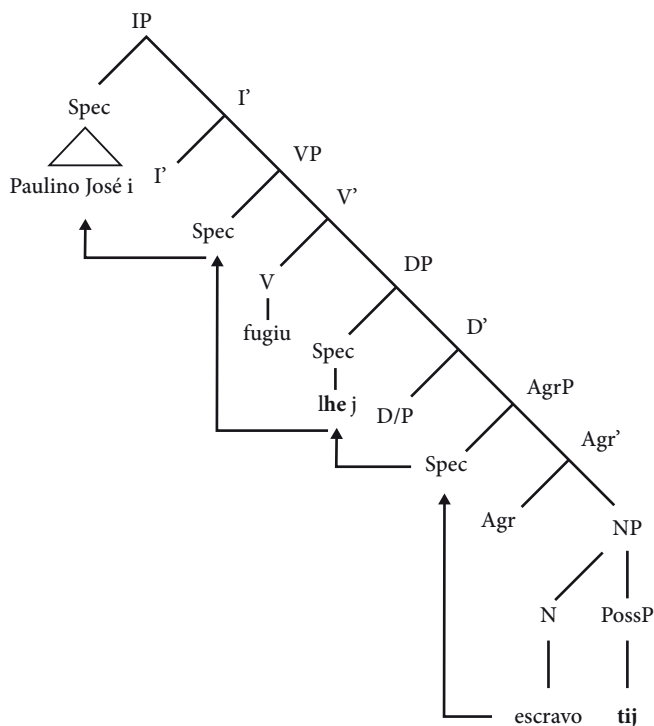 IP
Spec
I'
Paulino José i
I'
VP
Spec
V'
V
fugiu
DP
Spec
lhe j
D'
D/P
AgrP
Spec
Agr'
Agr
NP
N
PossP
escravo
tij